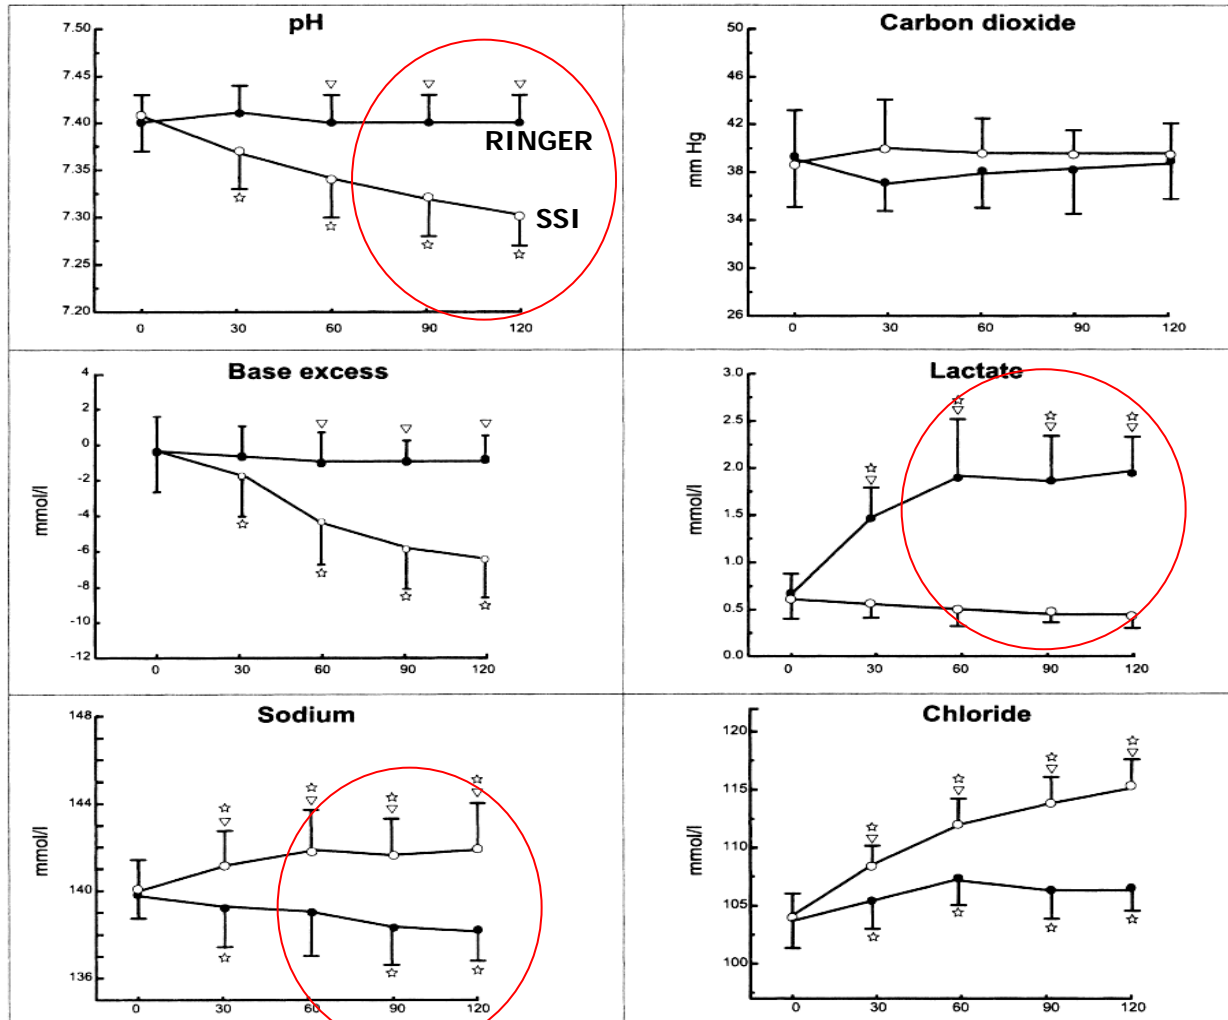 pH
7.50
7.45
7.40
7.35
7.30
7.25
7.20
RINGER
SSI
0 30 60 90 120
Carbon dioxide
mm Hg
50
46
42
38
34
30
26
0 30 60 90 120
Base excess
mmol/l
4
2
0
-2
-4
-6
-8
-10
-12
0 30 60 90 120
Lactate
mmol/l
3.0
2.5
2.0
1.5
1.0
0.5
0.0
0 30 60 90 120
Sodium
mmol/l
148
144
140
136
0 30 60 90 120
Chloride
mmol/l
120
115
110
105
100
0 30 60 90 120